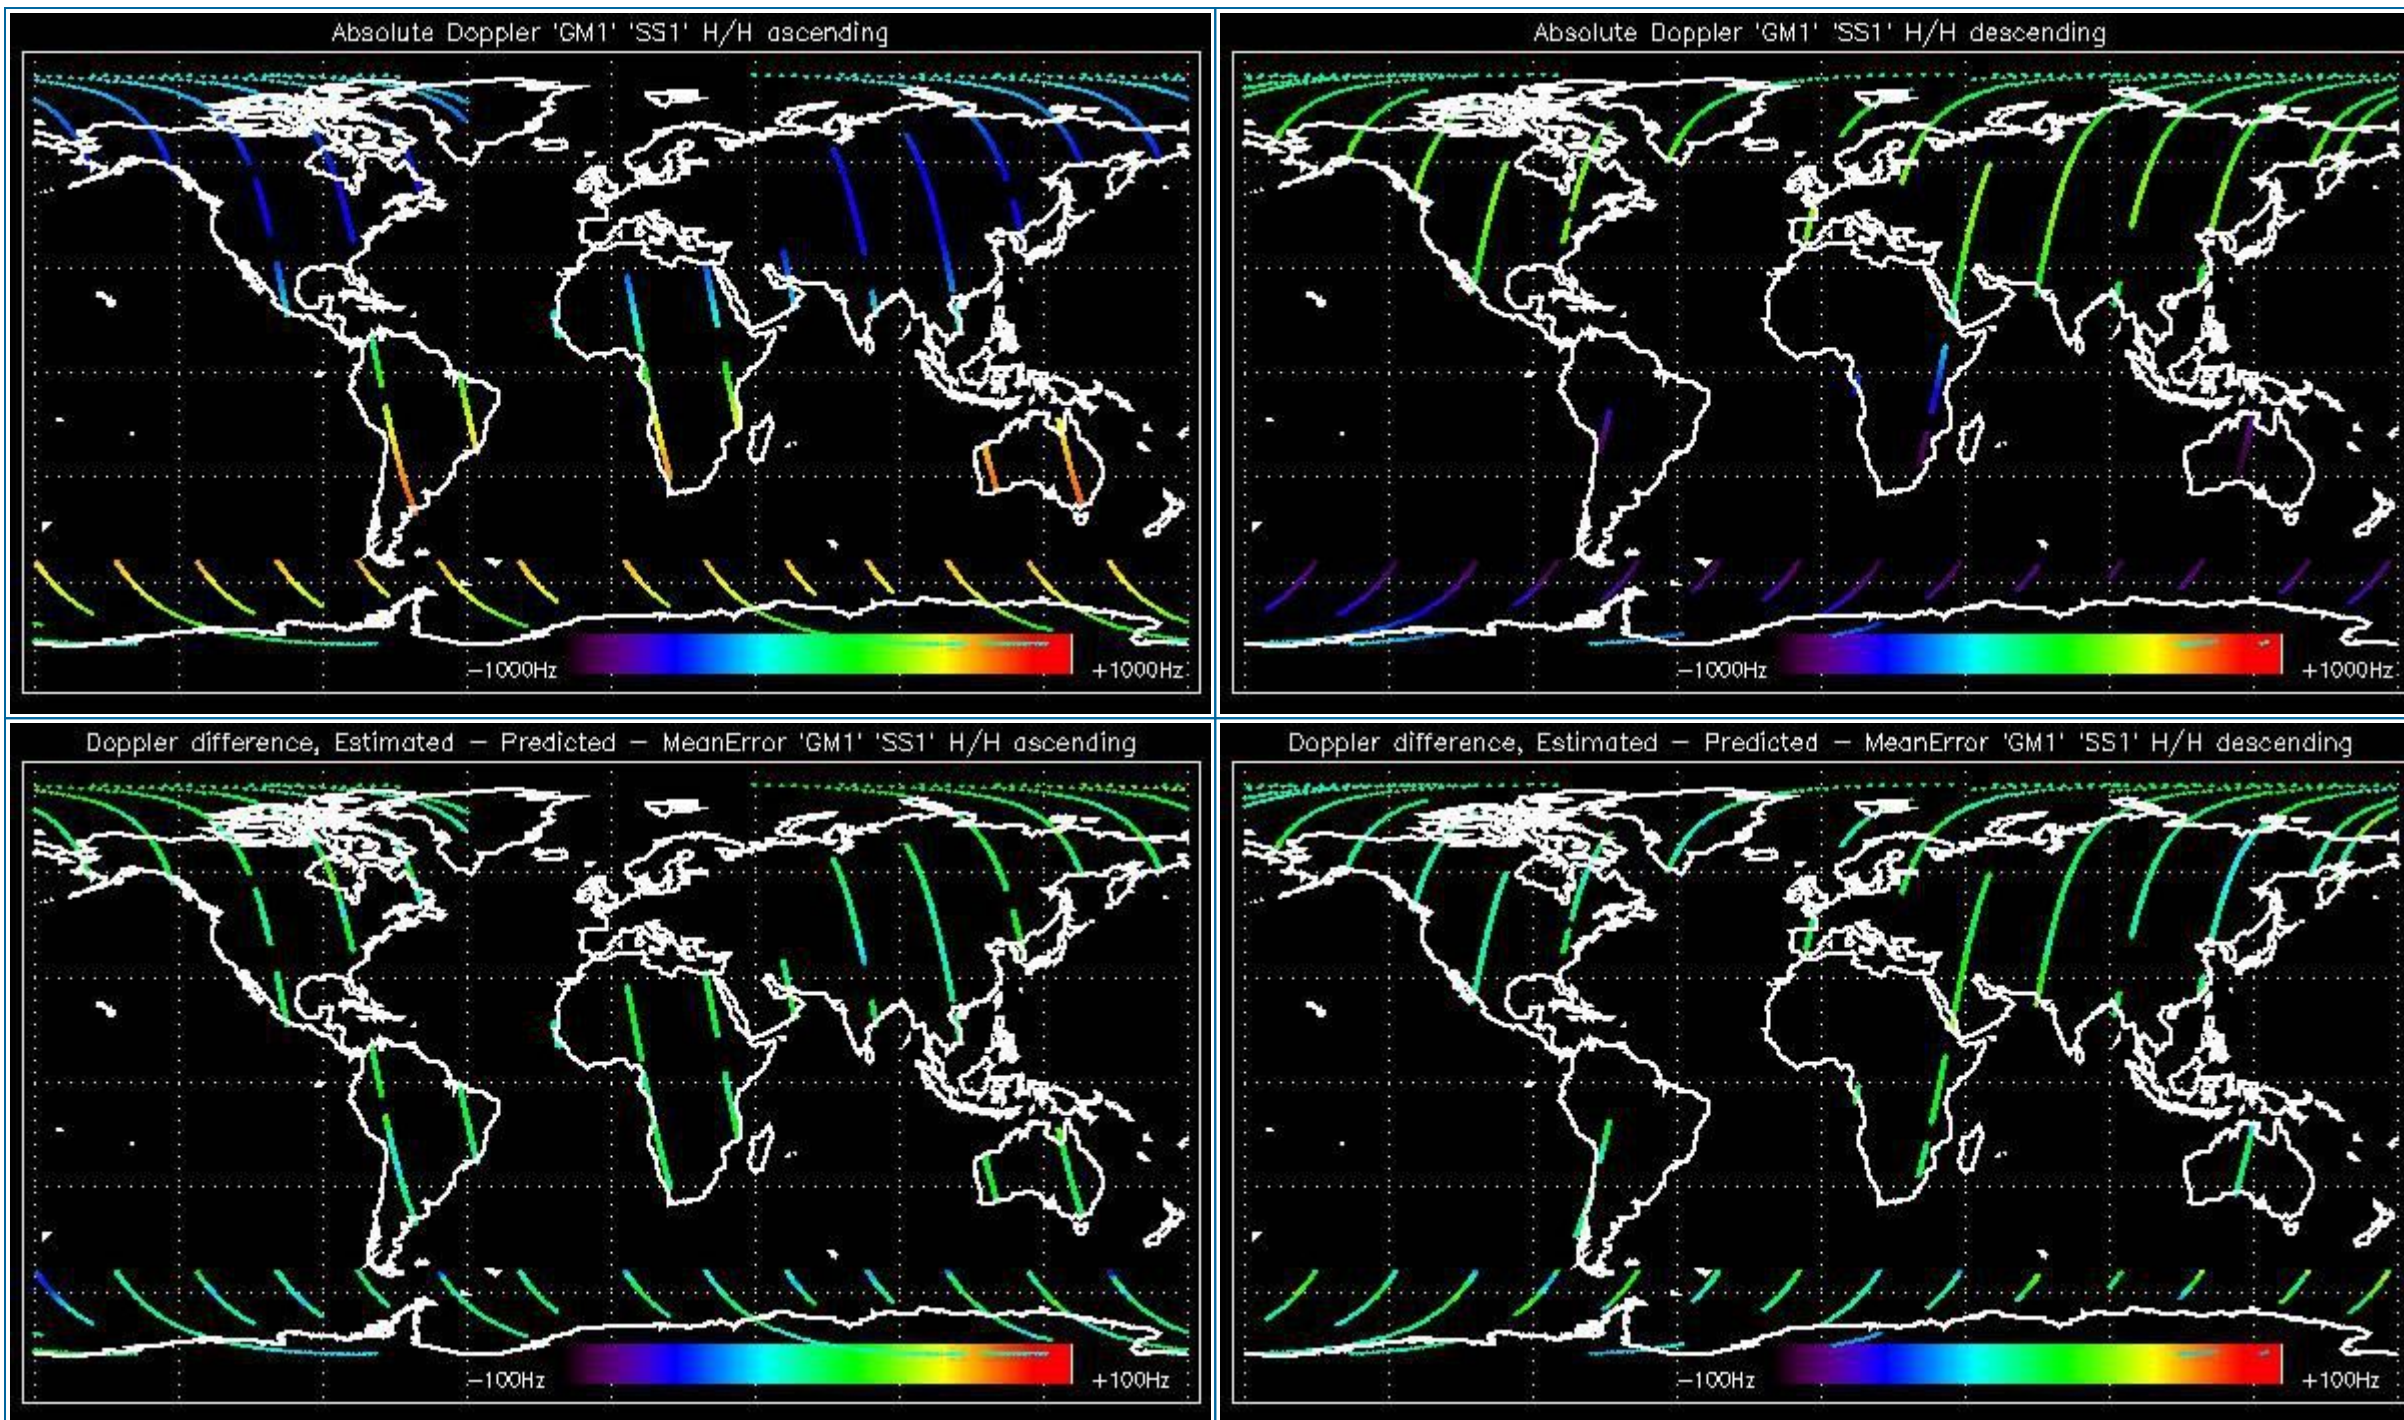 Absolute Doppler 'GM1' 'SS1' H/H ascending
-1000Hz
+1000Hz
Absolute Doppler 'GM1' 'SS1' H/H descending
-1000Hz
+1000Hz
Doppler difference, Estimated - Predicted - MeanError 'GM1' 'SS1' H/H ascending
-100Hz
+100Hz
Doppler difference, Estimated - Predicted - MeanError 'GM1' 'SS1' H/H descending
-100Hz
+100Hz